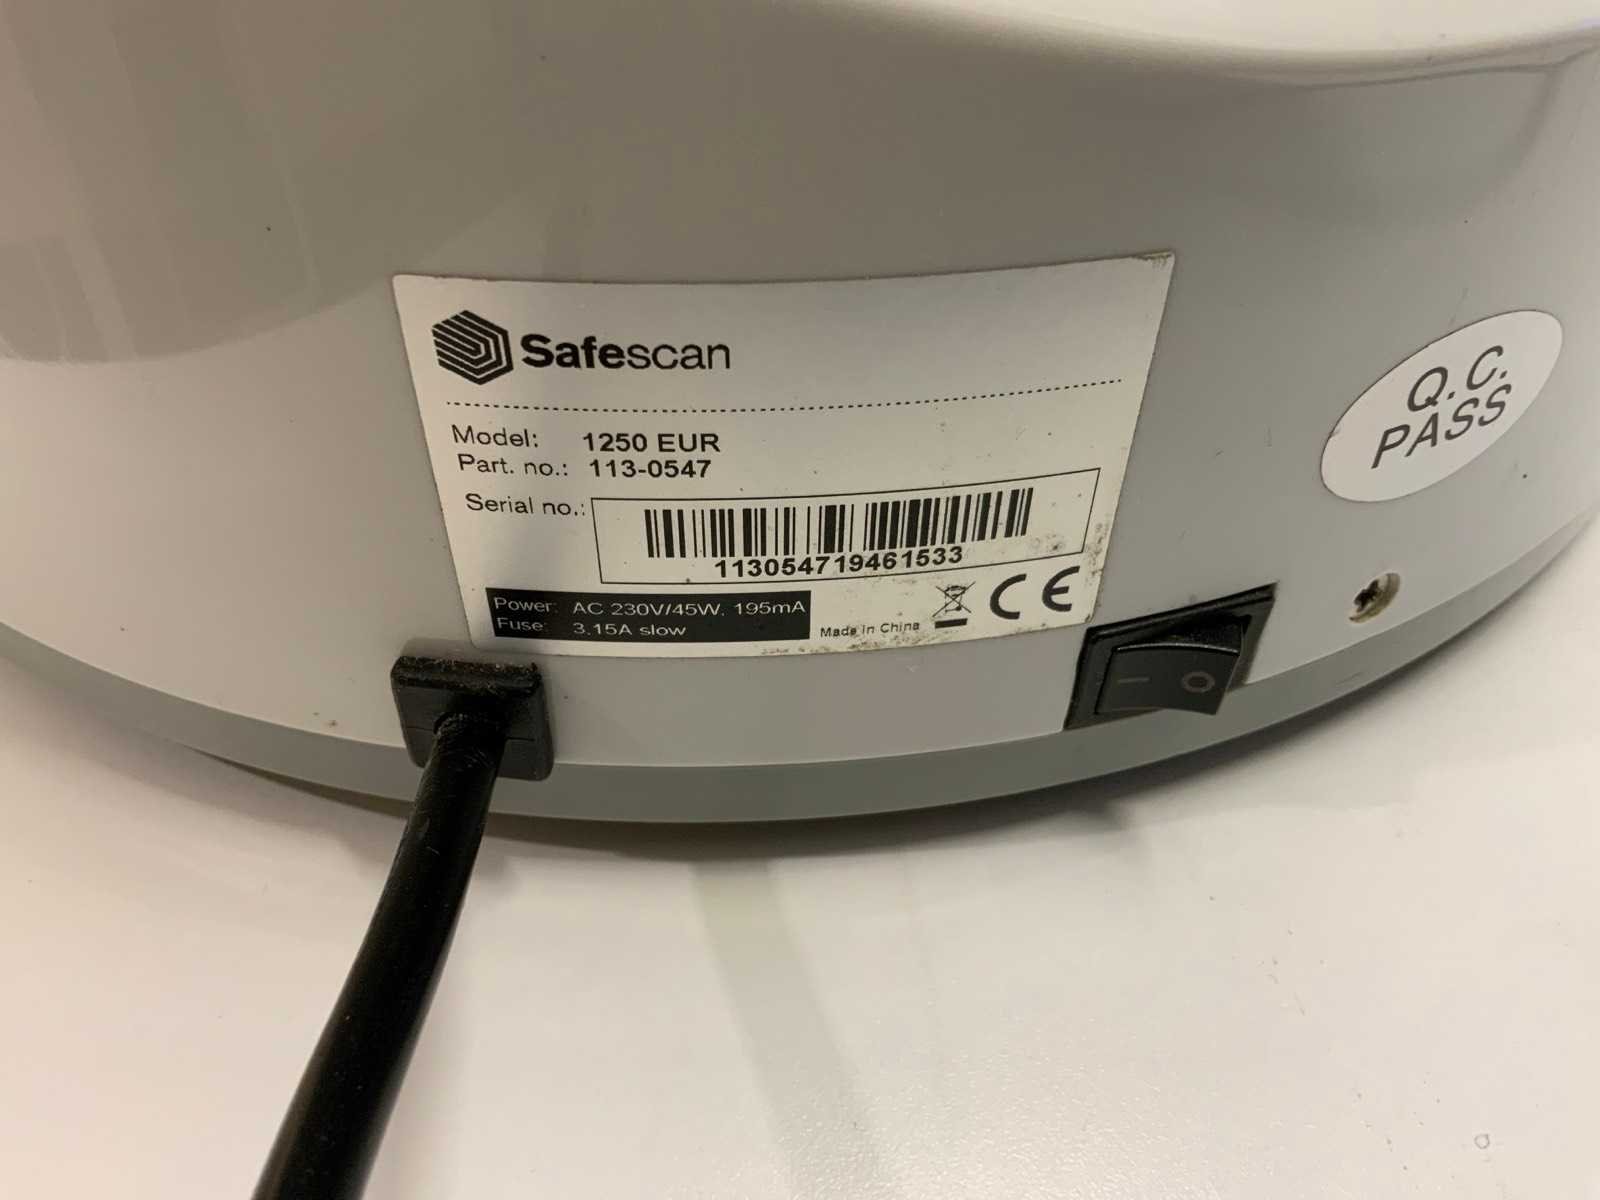 Safescan
Model: 1250 EUR
Part. no.: 113-0547
Serial no.:
113054719461533
Power: AC 230V/45W, 195mA
Fuse: 3.15A slow
Made in China
CE
Q.C.
PASS
I O